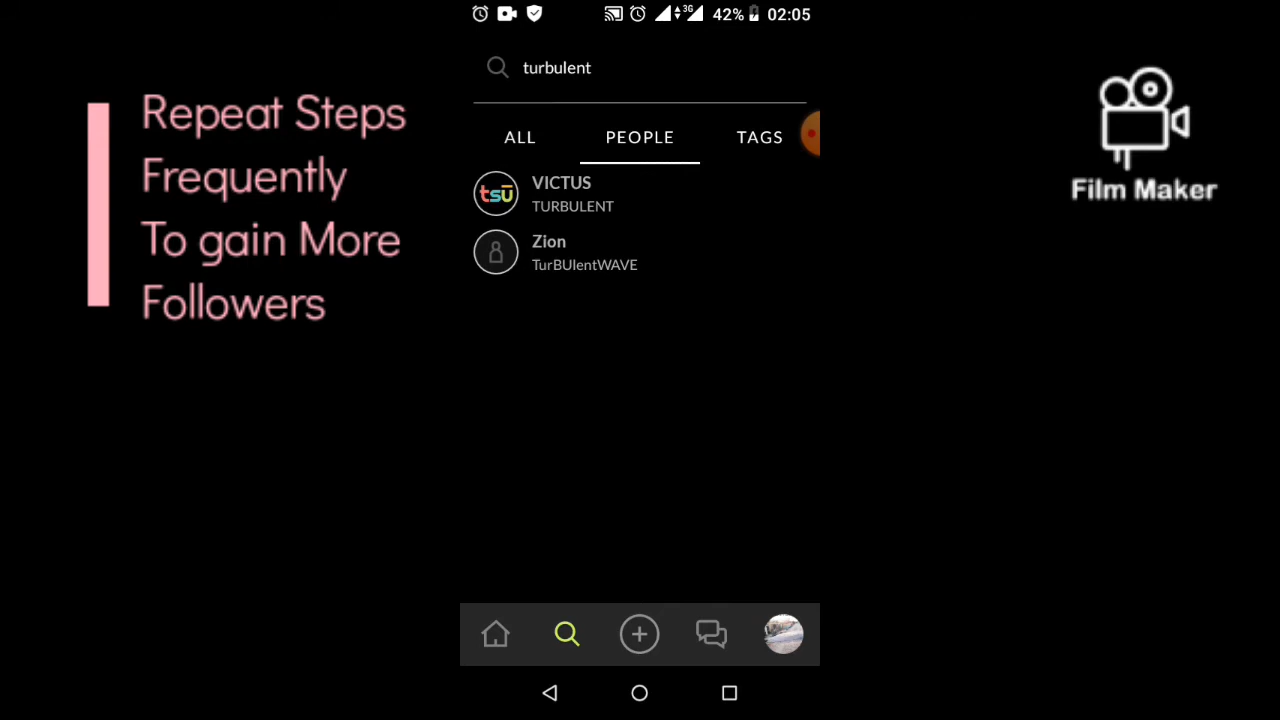 3G 42% 02:05
turbulent
ALL PEOPLE TAGS
tsū VICTUS
TURBULENT
Zion
TurBUlentWAVE
Repeat Steps
Frequently
To gain More
Followers
Film Maker